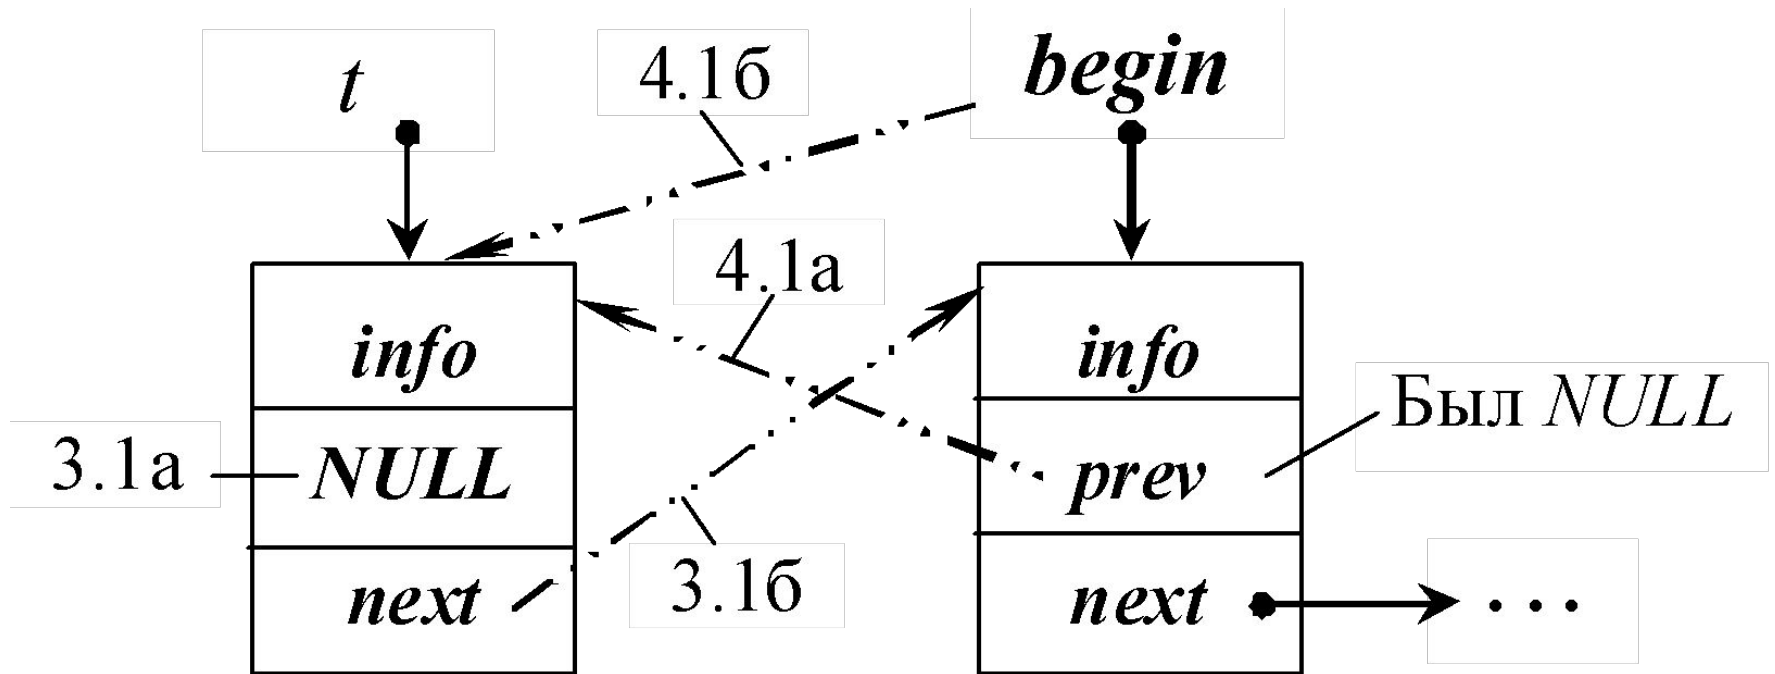 t
4.1б
begin
4.1а
info
info
Был NULL
3.1а
NULL
prev
3.1б
next
next
...